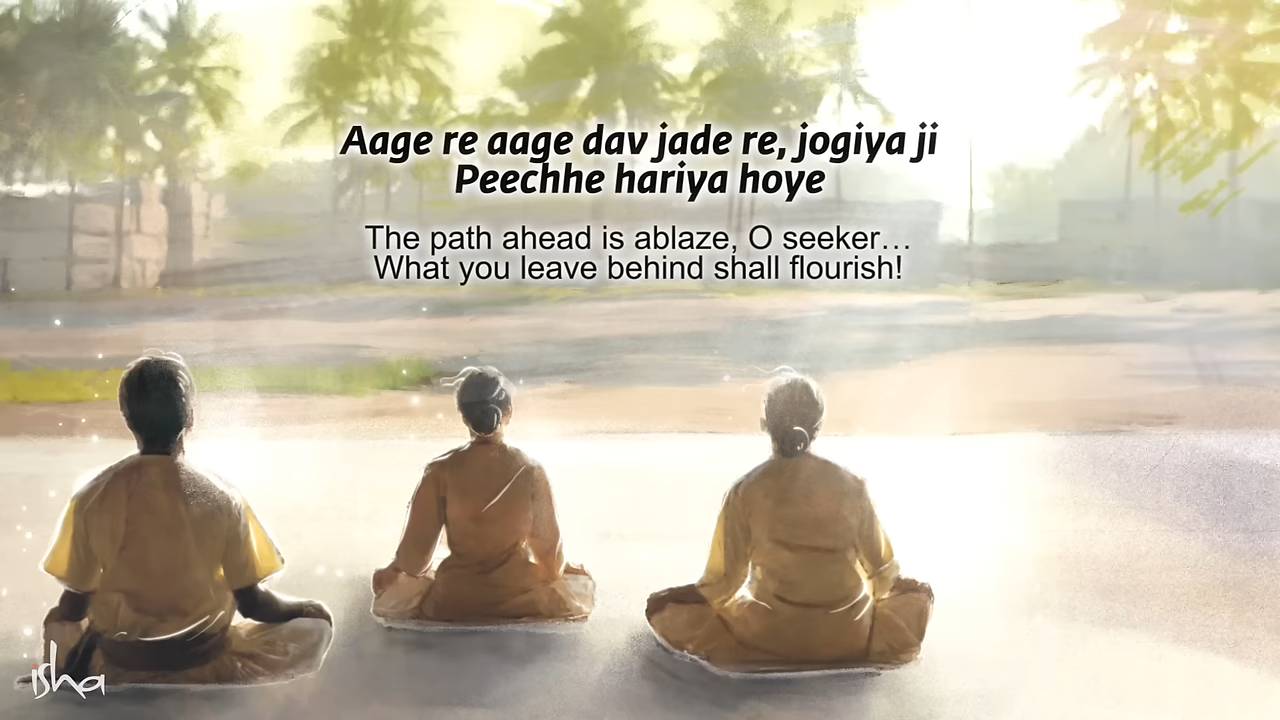 Aage re aage dav jade re, jogiya ji
Peechhe hariya hoye
The path ahead is ablaze, O seeker…
What you leave behind shall flourish!
isha